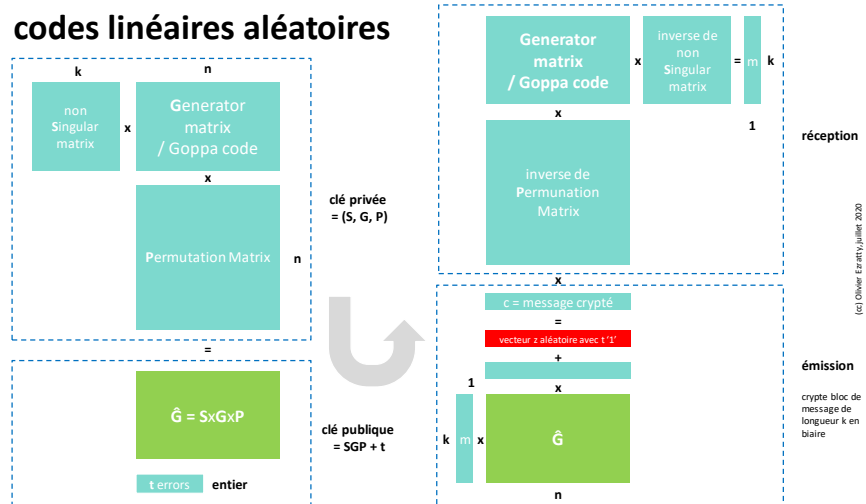 codes linéaires aléatoires
k
n
non
Singular
matrix
x
Generator
matrix
/ Goppa code
x
Permutation Matrix
n
clé privée
= (S, G, P)
=
Ĝ = SxGxP
clé publique
= SGP + t
t errors
entier
Generator
matrix
/ Goppa code
x
inverse de
non
Singular
matrix
=
m
k
1
x
inverse de
Permunation
Matrix
réception
x
c = message crypté
=
vecteur z aléatoire avec t '1'
+
x
1
k
m
x
Ĝ
n
émission
crypte bloc de
message de
longueur k en
biaire
(c) Olivier Ezratty, juillet 2020